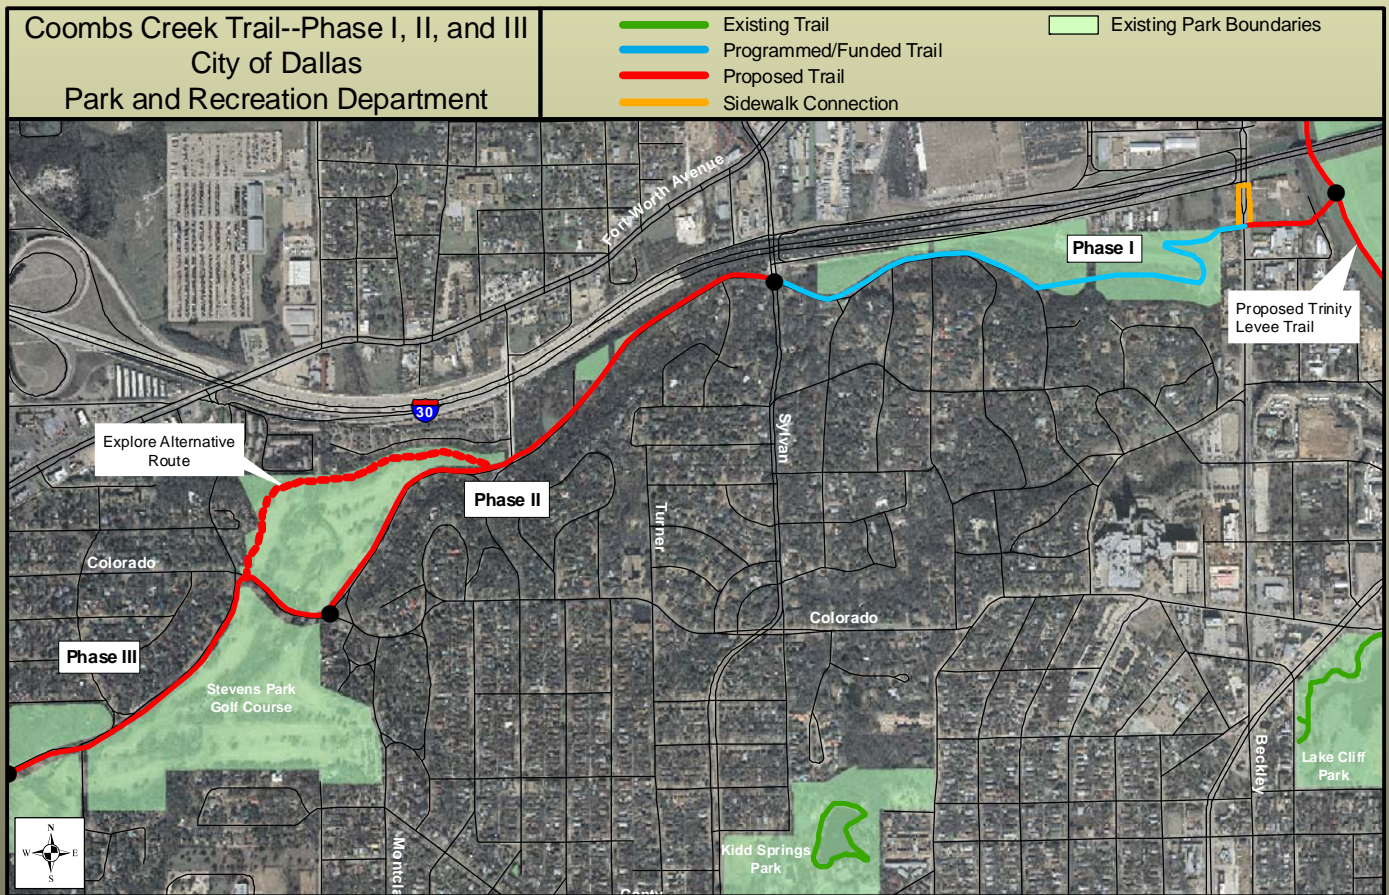 Coombs Creek Trail--Phase I, II, and III
City of Dallas
Park and Recreation Department
Existing Trail
Programmed/Funded Trail
Proposed Trail
Sidewalk Connection
Existing Park Boundaries
Fort Worth Avenue
Phase I
Proposed Trinity
Levee Trail
30
Explore Alternative
Route
Sylvan
Phase II
Turner
Colorado
Colorado
Phase III
Stevens Park
Golf Course
Beckley
Lake Cliff
Park
N
W E
S
Kidd Springs
Park
Montcla